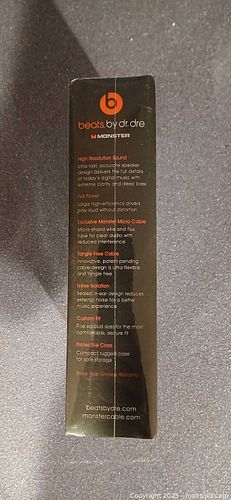 b
beats by dr. dre
MONSTER
High Resolution Sound
Ultra-fast, accurate speaker
design delivers the full details
of today's digital music with
extreme clarity and deep bass
Full Power
Large high-efficiency drivers
play loud without distortion
Exclusive Monster Micro Cable
Micro-strand wire and flux
tube for clear audio with
reduced interference
Tangle Free Cable
Innovative, patent pending
cable design is ultra-flexible
and tangle free
Noise Isolation
Sealed in-ear design reduces
external noise for a better
music experience
Custom Fit
Five eartip sizes for the most
comfortable, secure fit
Protective Case
Compact rugged case
for safe storage
Limited Warranty
beatsbydre.com
monstercable.com
Copyright 2025 - maxsold.com